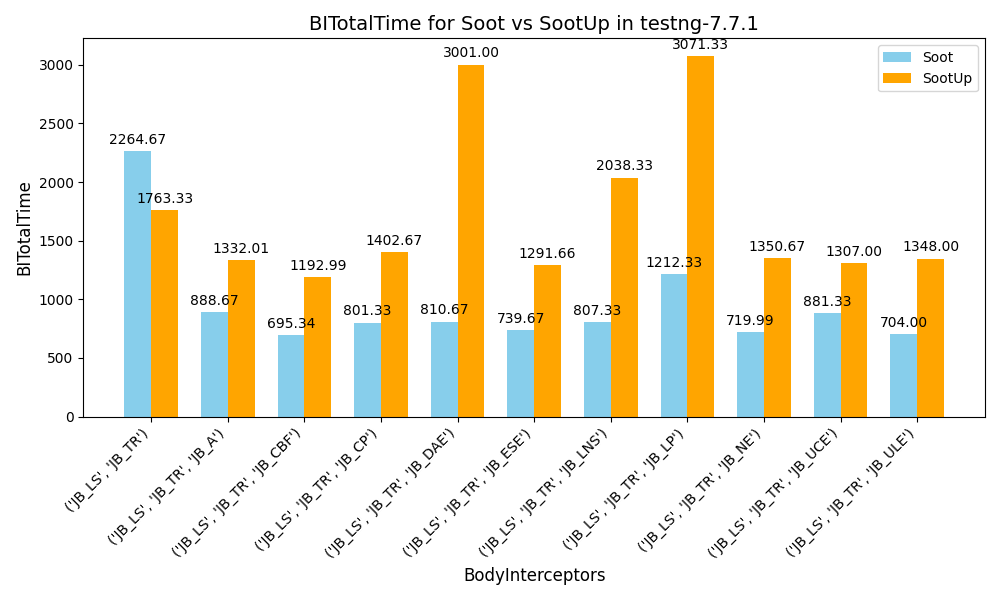 BITotalTime for Soot vs SootUp in testng-7.7.1
Soot
SootUp
BITotalTime
3000
2500
2000
1500
1000
500
0
2264.67
1763.33
888.67
1332.01
695.34
1192.99
801.33
1402.67
810.67
3001.00
739.67
1291.66
807.33
2038.33
1212.33
3071.33
719.99
1350.67
881.33
1307.00
704.00
1348.00
('JB_LS', 'JB_TR')
('JB_LS', 'JB_TR', 'JB_A')
('JB_LS', 'JB_TR', 'JB_CBF')
('JB_LS', 'JB_TR', 'JB_CP')
('JB_LS', 'JB_TR', 'JB_DAE')
('JB_LS', 'JB_TR', 'JB_ESE')
('JB_LS', 'JB_TR', 'JB_LNS')
('JB_LS', 'JB_TR', 'JB_LP')
('JB_LS', 'JB_TR', 'JB_NE')
('JB_LS', 'JB_TR', 'JB_UCE')
('JB_LS', 'JB_TR', 'JB_ULE')
BodyInterceptors